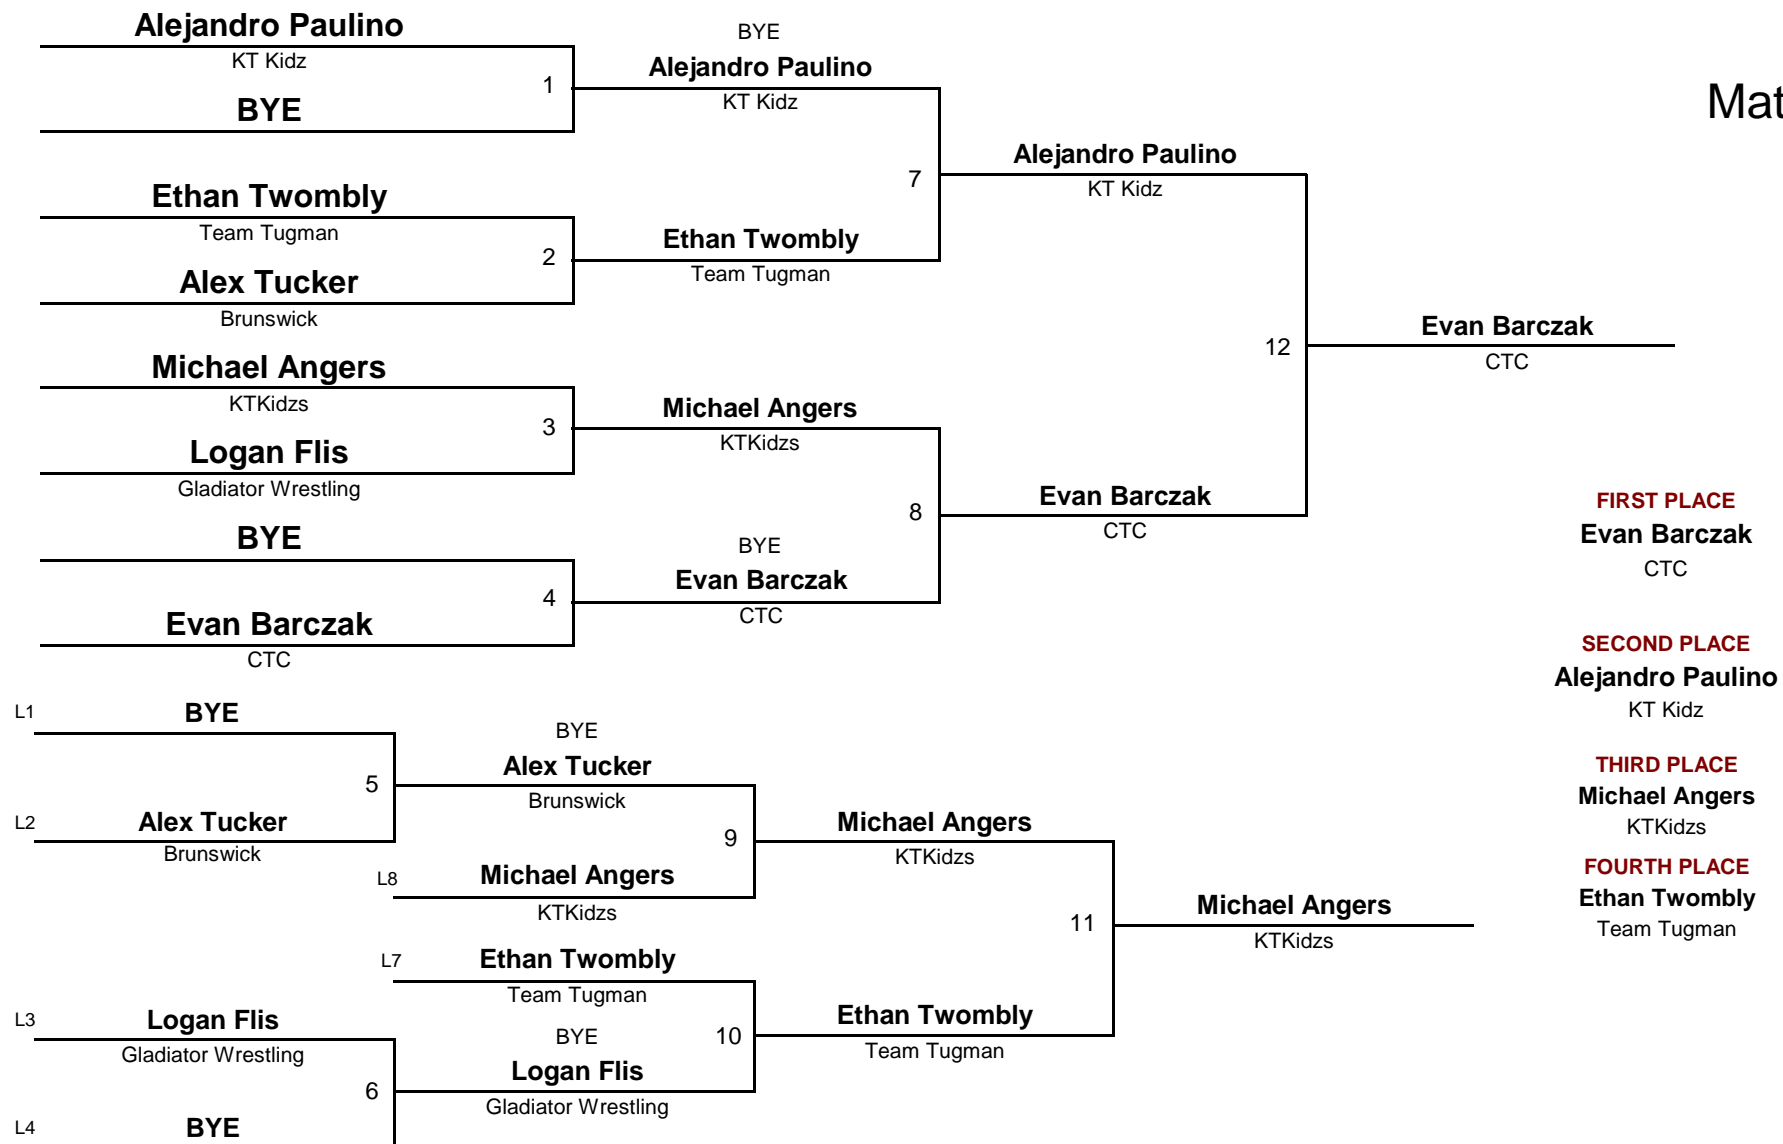 Alejandro Paulino
KT Kidz
1
BYE
BYE
Alejandro Paulino
KT Kidz
Mat
Ethan Twombly
Team Tugman
2
Alex Tucker
Brunswick
Ethan Twombly
Team Tugman
7
Alejandro Paulino
KT Kidz
Michael Angers
KTKidzs
3
Logan Flis
Gladiator Wrestling
Michael Angers
KTKidzs
12
Evan Barczak
CTC
BYE
4
Evan Barczak
CTC
BYE
Evan Barczak
CTC
8
Evan Barczak
CTC
FIRST PLACE
Evan Barczak
CTC
SECOND PLACE
Alejandro Paulino
KT Kidz
THIRD PLACE
Michael Angers
KTKidzs
FOURTH PLACE
Ethan Twombly
Team Tugman
L1
BYE
5
L2
Alex Tucker
Brunswick
BYE
Alex Tucker
Brunswick
9
L8
Michael Angers
KTKidzs
Michael Angers
KTKidzs
11
Michael Angers
KTKidzs
L7
Ethan Twombly
Team Tugman
10
Ethan Twombly
Team Tugman
L3
Logan Flis
Gladiator Wrestling
6
BYE
Logan Flis
Gladiator Wrestling
L4
BYE